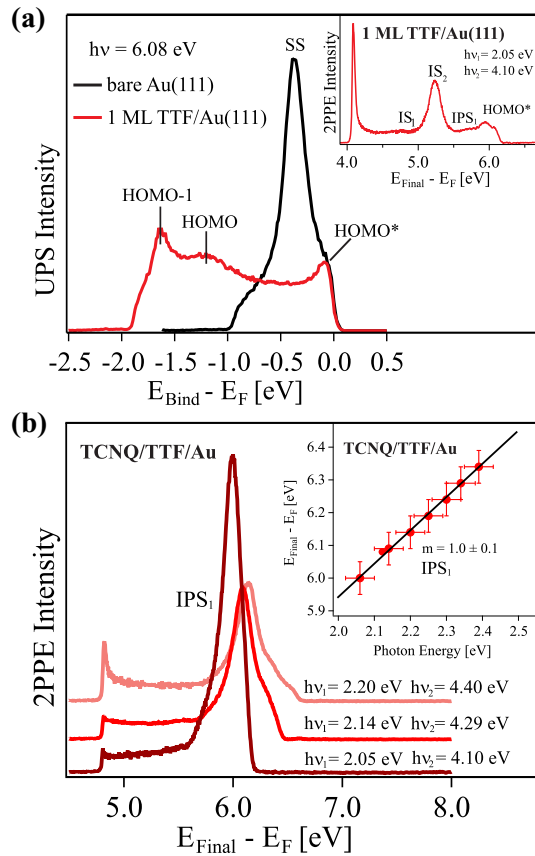 (a)
hν = 6.08 eV
bare Au(111)
1 ML TTF/Au(111)
SS
HOMO-1
HOMO
HOMO*
UPS Intensity
-2.5 -2.0 -1.5 -1.0 -0.5 0.0 0.5
E_Bind - E_F [eV]
1 ML TTF/Au(111)
hν₁= 2.05 eV
hν₂= 4.10 eV
IS₁
IS₂
IPS₁
HOMO*
2PPE Intensity
4.0 5.0 6.0
E_Final - E_F [eV]
(b)
TCNQ/TTF/Au
IPS₁
2PPE Intensity
hν₁= 2.20 eV hν₂= 4.40 eV
hν₁= 2.14 eV hν₂= 4.29 eV
hν₁= 2.05 eV hν₂= 4.10 eV
5.0 6.0 7.0 8.0
E_Final - E_F [eV]
TCNQ/TTF/Au
m = 1.0 ± 0.1
IPS₁
E_Final - E_F [eV]
6.4
6.3
6.2
6.1
6.0
5.9
2.0 2.1 2.2 2.3 2.4 2.5
Photon Energy [eV]